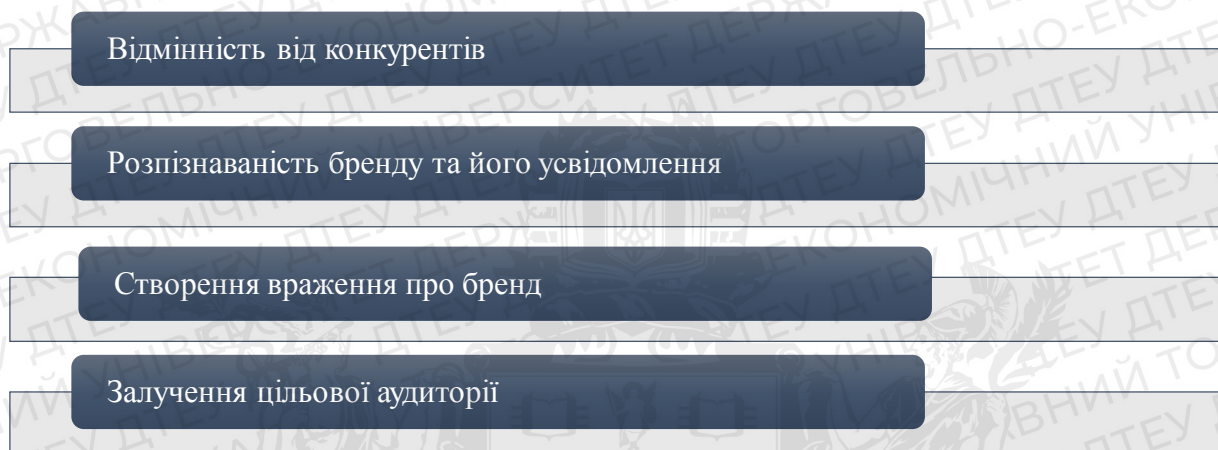 Відмінність від конкурентів
Розпізнаваність бренду та його усвідомлення
Створення враження про бренд
Залучення цільової аудиторії